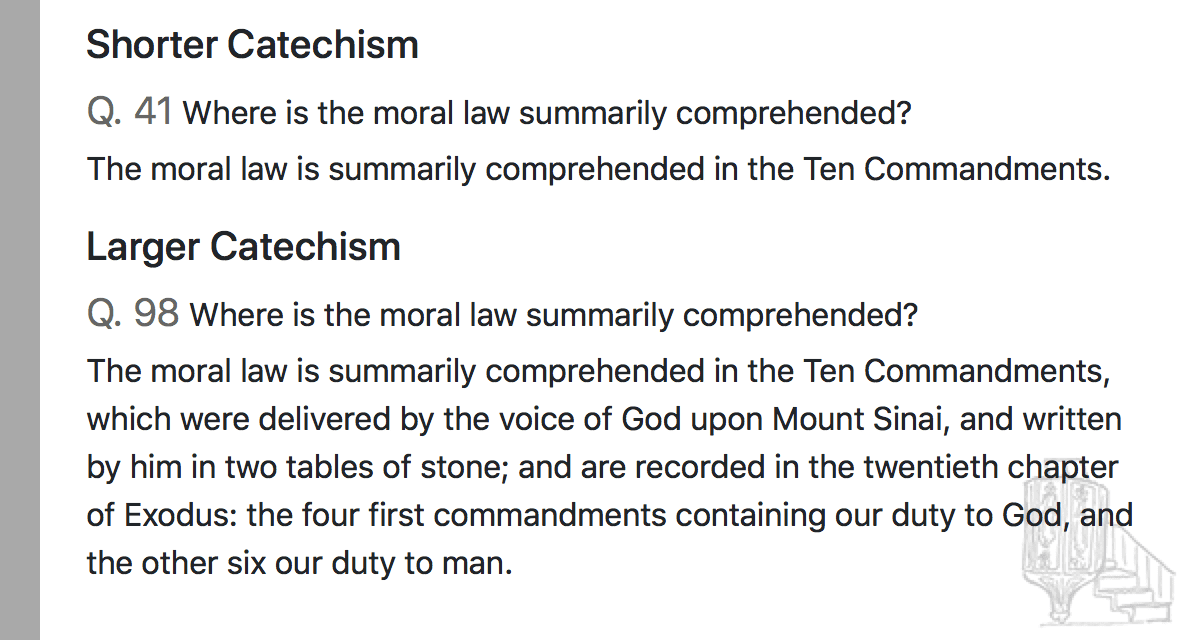 Shorter Catechism
Q. 41 Where is the moral law summarily comprehended?
The moral law is summarily comprehended in the Ten Commandments.
Larger Catechism
Q. 98 Where is the moral law summarily comprehended?
The moral law is summarily comprehended in the Ten Commandments,
which were delivered by the voice of God upon Mount Sinai, and written
by him in two tables of stone; and are recorded in the twentieth chapter
of Exodus: the four first commandments containing our duty to God, and
the other six our duty to man.